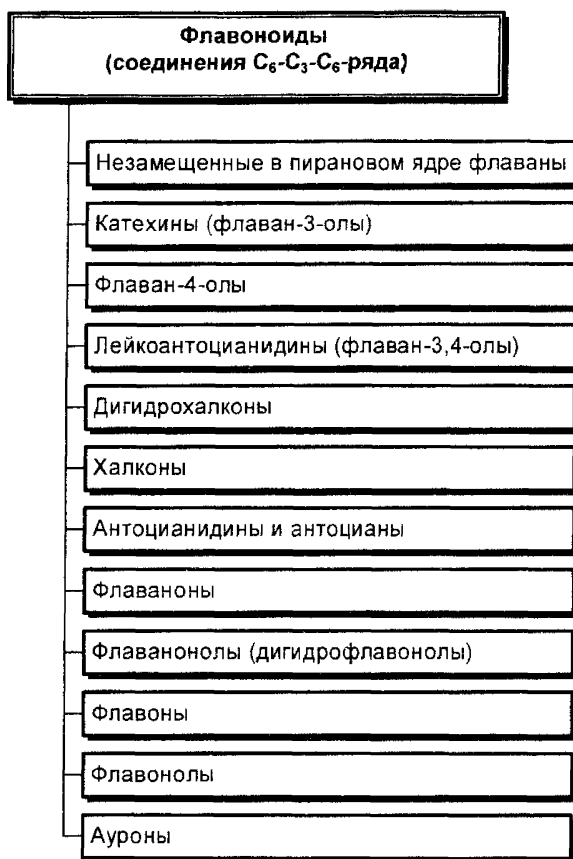 Флавоноиды
(соединения C₆-C₃-C₆-ряда)
Незамещенные в пирановом ядре флаваны
Катехины (флаван-3-олы)
Флаван-4-олы
Лейкоантоцианидины (флаван-3,4-олы)
Дигидрохалконы
Халконы
Антоцианидины и антоцианы
Флаваноны
Флаванонолы (дигидрофлавонолы)
Флавоны
Флавонолы
Ауроны